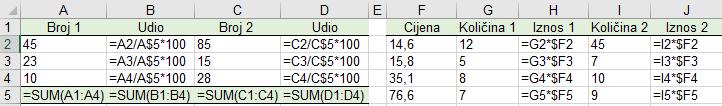 A B C D E F G H I J
1 Broj 1 Udio Broj 2 Udio Cijena Količina 1 Iznos 1 Količina 2 Iznos 2
2 45 =A2/A$5*100 85 =C2/C$5*100 14,6 12 =G2*$F2 45 =I2*$F2
3 23 =A3/A$5*100 15 =C3/C$5*100 15,8 5 =G3*$F3 7 =I3*$F3
4 10 =A4/A$5*100 28 =C4/C$5*100 35,1 8 =G4*$F4 10 =I4*$F4
5 =SUM(A1:A4) =SUM(B1:B4) =SUM(C1:C4) =SUM(D1:D4) 76,6 7 =G5*$F5 9 =I5*$F5